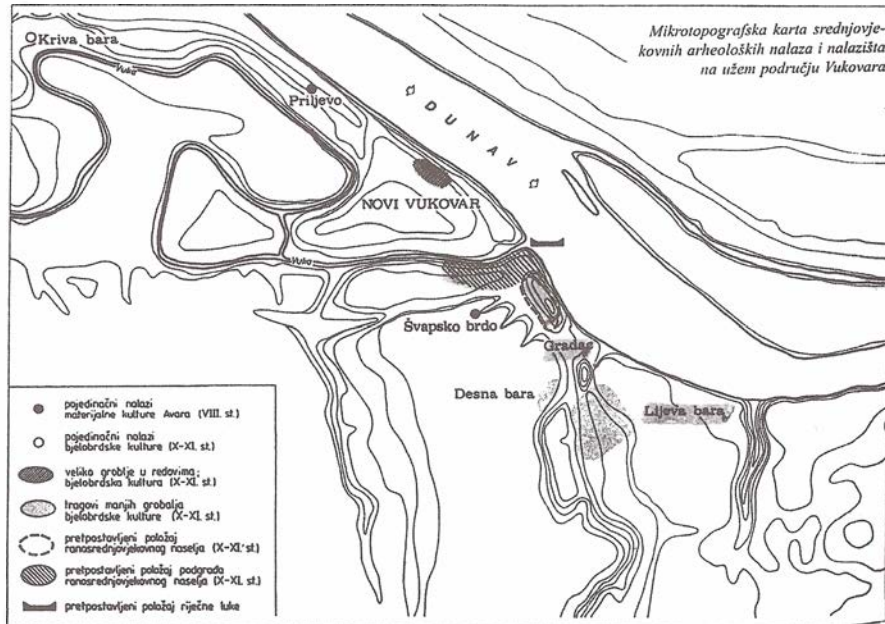 Mikrotopografska karta srednjovje-
kovnih arheoloških nalaza i nalazišta
na užem području Vukovara
Kriva bara
Vuka
Priljevo
DUNAV
NOVI VUKOVAR
Vuka
Švapsko brdo
Gradac
Desna bara
Lijeva bara
pojedinačni nalazi
materijalne kulture Avara (VIII. st.)
pojedinačni nalazi
bjelobrdske kulture (X-XI. st.)
veliko groblje u redovima;
bjelobrdska kultura (X-XI. st.)
tragovi manjih grobalja
bjelobrdske kulture (X-XI. st.)
pretpostavljeni položaj
ranosrednjovjekovnog naselja (X-XI. st.)
pretpostavljeni položaj podgrađa
ranosrednjovjekovnog naselja (X-XI. st.)
pretpostavljeni položaj riječne luke